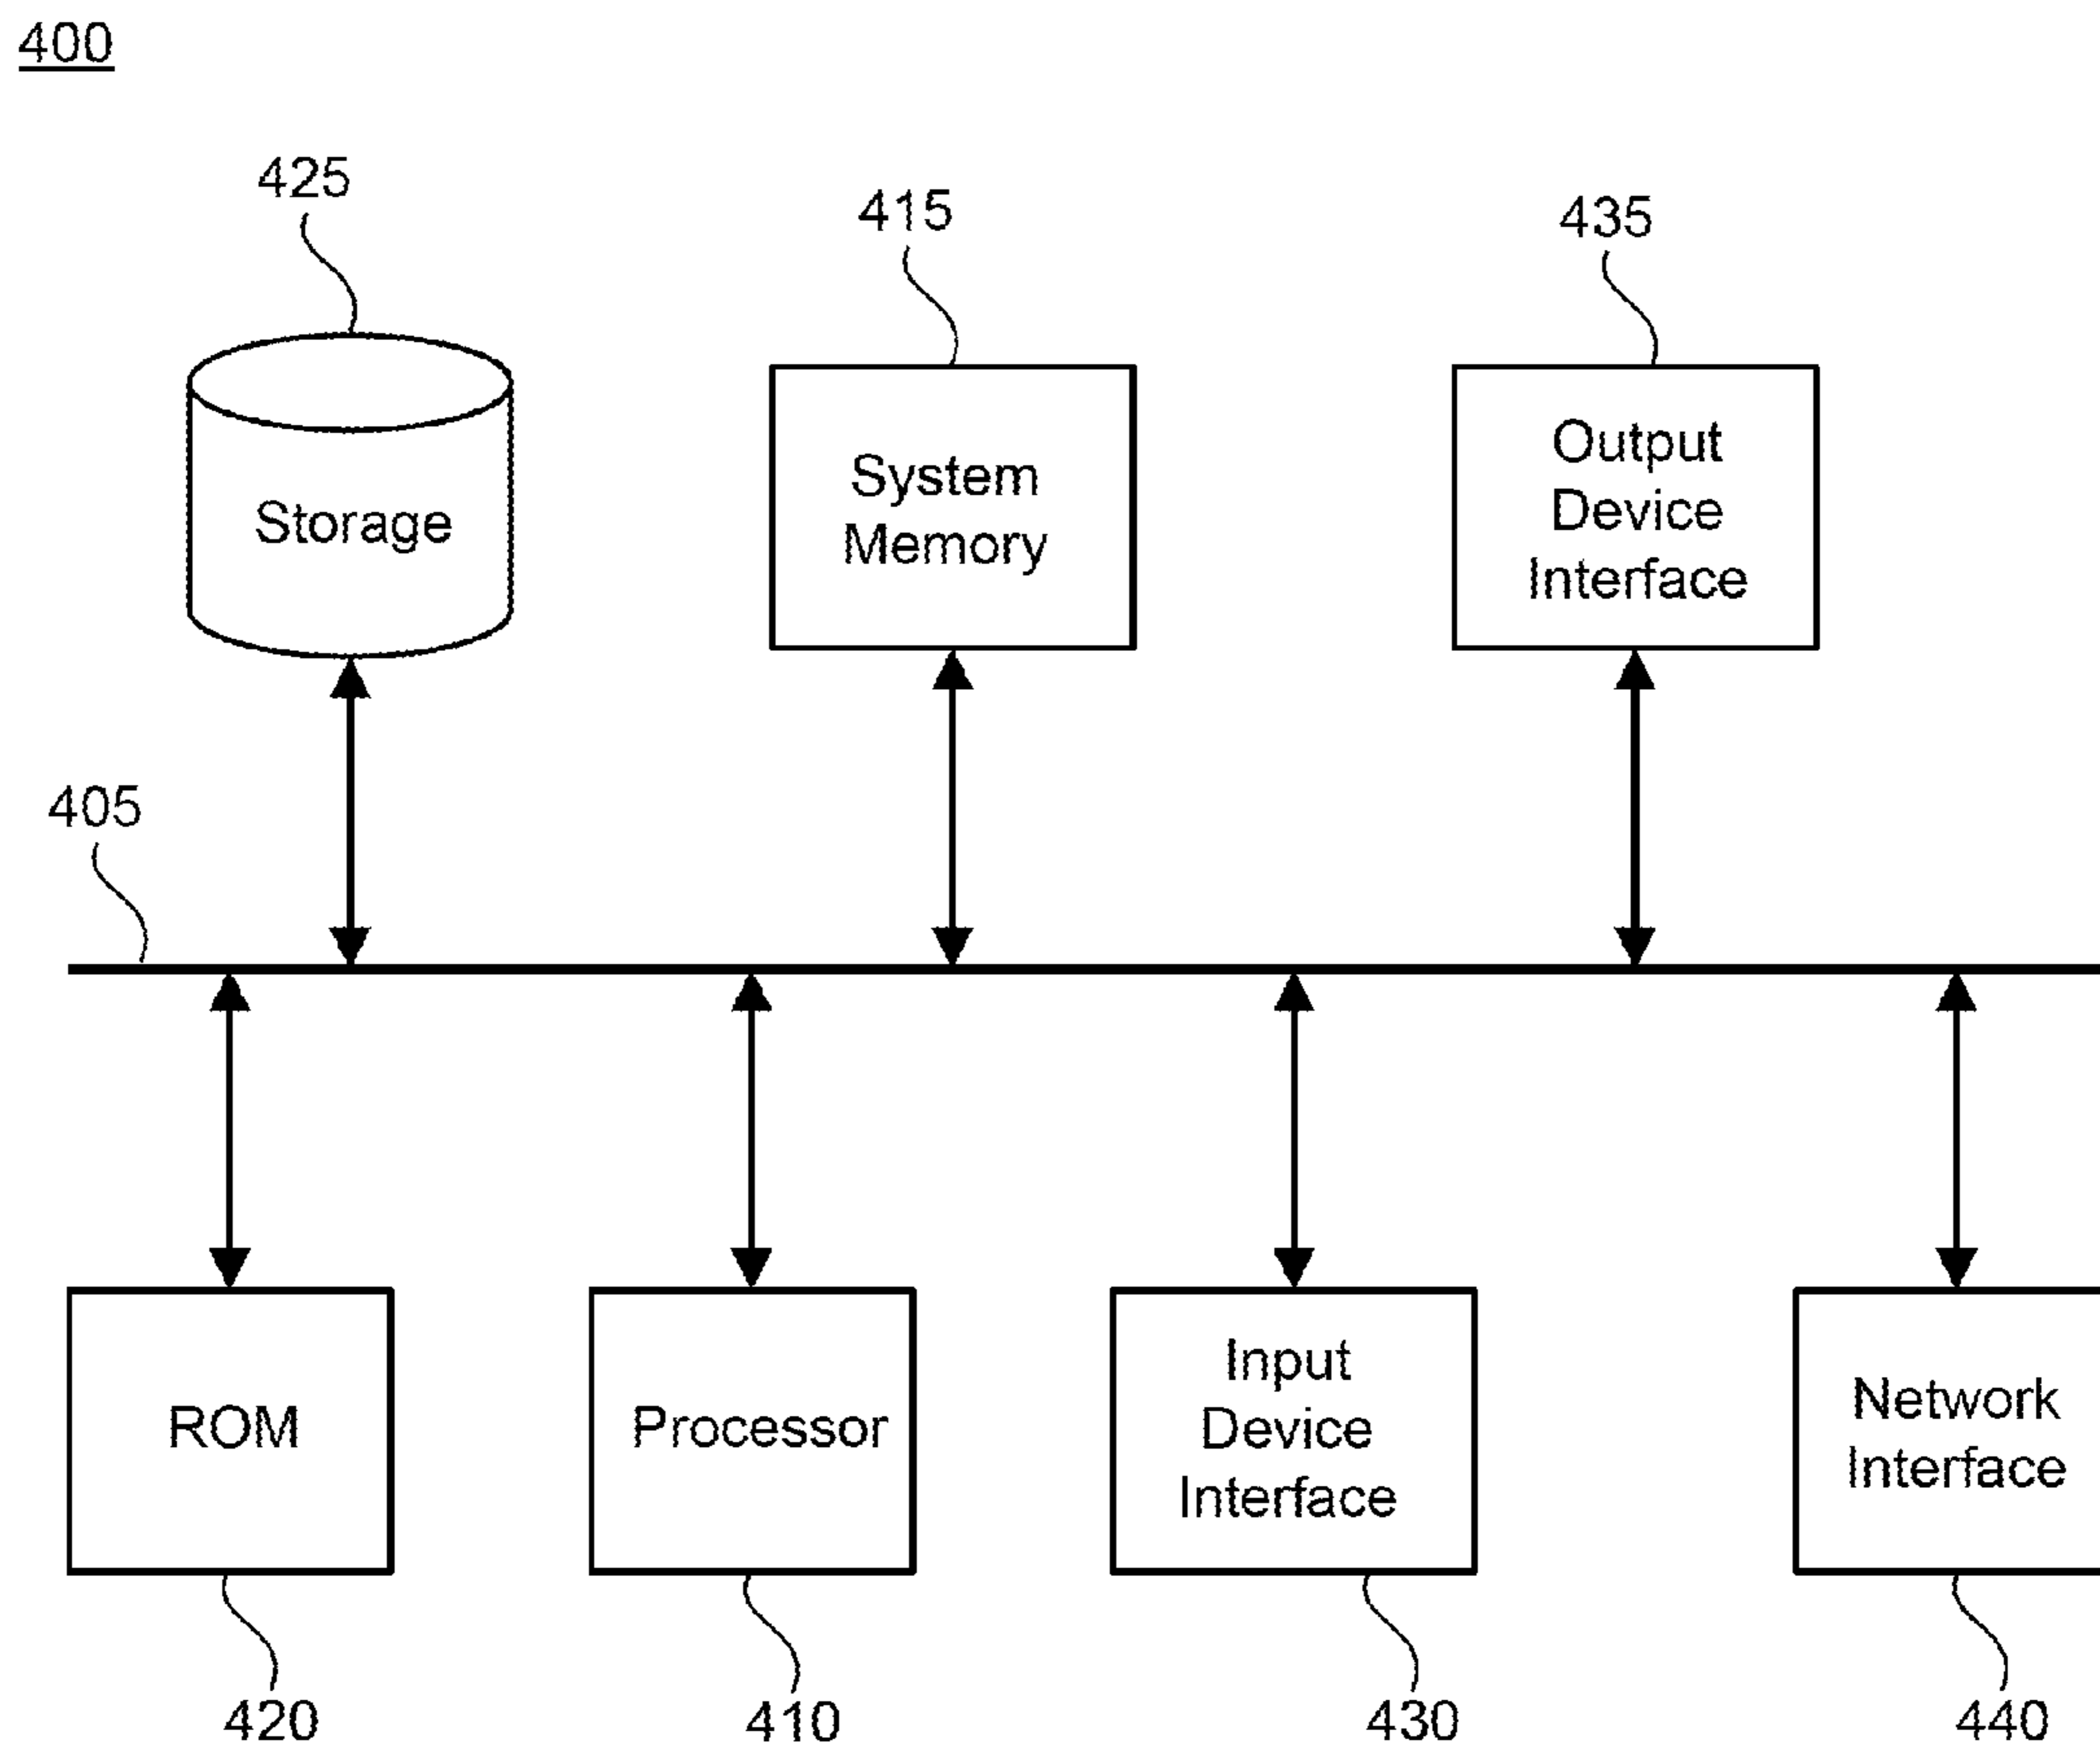 400
425
415
435
Storage
System
Memory
Output
Device
Interface
405
ROM
Processor
Input
Device
Interface
Network
Interface
420
410
430
440